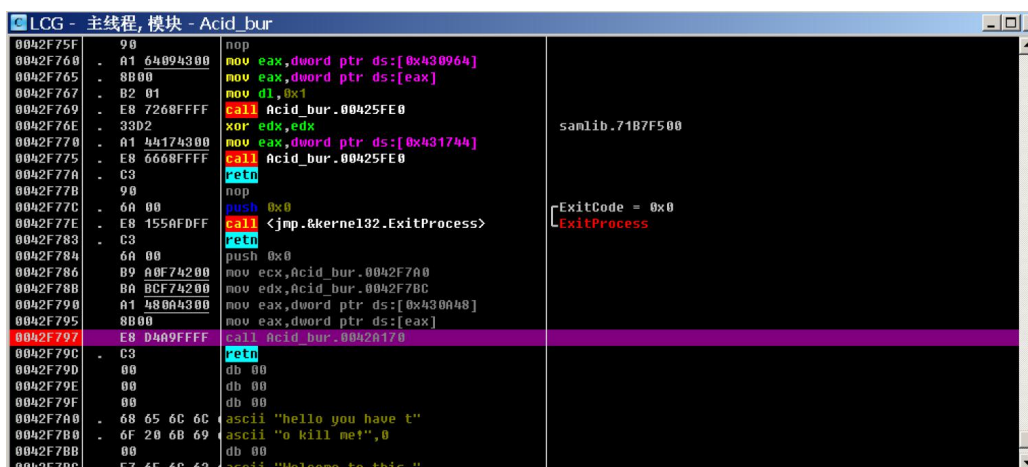 LCG - 主线程, 模块 - Acid_bur
0042F75F 90 nop
0042F760 . A1 64094300 mov eax,dword ptr ds:[0x430964]
0042F765 . 8B00 mov eax,dword ptr ds:[eax]
0042F767 . B2 01 mov dl,0x1
0042F769 . E8 7268FFFF call Acid_bur.00425FE0
0042F76E . 33D2 xor edx,edx samlib.71B7F500
0042F770 . A1 44174300 mov eax,dword ptr ds:[0x431744]
0042F775 . E8 6668FFFF call Acid_bur.00425FE0
0042F77A . C3 retn
0042F77B 90 nop
0042F77C . 6A 00 push 0x0 ExitCode = 0x0
0042F77E . E8 155AFDFF call <jmp.&kernel32.ExitProcess> ExitProcess
0042F783 . C3 retn
0042F784 6A 00 push 0x0
0042F786 B9 A0F74200 mov ecx,Acid_bur.0042F7A0
0042F78B BA BCF74200 mov edx,Acid_bur.0042F7BC
0042F790 A1 480A4300 mov eax,dword ptr ds:[0x430A48]
0042F795 8B00 mov eax,dword ptr ds:[eax]
0042F797 E8 D4A9FFFF call Acid_bur.0042A170
0042F79C . C3 retn
0042F79D 00 db 00
0042F79E 00 db 00
0042F79F 00 db 00
0042F7A0 . 68 65 6C 6C ascii "hello you have t"
0042F7B0 . 6F 20 6B 69 ascii "o kill me!",0
0042F7BB 00 db 00